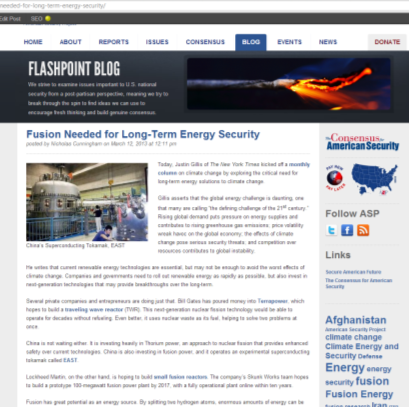 needed-for-long-term-energy-security/
Edit Post SEO
HOME ABOUT REPORTS ISSUES CONSENSUS BLOG EVENTS NEWS DONATE
FLASHPOINT BLOG
We strive to examine issues important to U.S. national
security from a post-partisan perspective, meaning we try to
break through the spin to find ideas we can use to
encourage fresh thinking and build genuine consensus.
Fusion Needed for Long-Term Energy Security
posted by Nicholas Cunningham on March 12, 2013 at 12:11 pm
Today, Justin Gillis of The New York Times kicked off a monthly
column on climate change by exploring the critical need for
long-term energy solutions to climate change.
Gillis asserts that the global energy challenge is daunting, one
that many are calling "the defining challenge of the 21st century."
Rising global demand puts pressure on energy supplies and
contributes to rising greenhouse gas emissions; price volatility
wreak havoc on the global economy; the effects of climate
change pose serious security threats; and competition over
resources contributes to global instability.
China's Superconducting Tokamak, EAST
He writes that current renewable energy technologies are essential, but may not be enough to avoid the worst effects of
climate change. Companies and governments need to roll out renewable energy as rapidly as possible, but also invest in
next-generation technologies that may provide breakthroughs over the long-term.
Several private companies and entrepreneurs are doing just that. Bill Gates has poured money into Terrapower, which
hopes to build a traveling wave reactor (TWR). This next-generation nuclear fission technology would be able to
operate for decades without refueling. Even better, it uses nuclear waste as its fuel, helping to solve two problems at
once.
China is not waiting either. It is investing heavily in Thorium power, an approach to nuclear fission that provides enhanced
safety over current technologies. China is also investing in fusion power, and it operates an experimental superconducting
tokamak called EAST.
Lockheed Martin, on the other hand, is hoping to build small fusion reactors. The company's Skunk Works team hopes
to build a prototype 100-megawatt fusion power plant by 2017, with a fully operational plant online within ten years.
Fusion has great potential as an energy source. By splitting two hydrogen atoms, enormous amounts of energy can be
The Consensus for
American Security
PAY NOW
PAY LATER
Follow ASP
Links
Secure American Future
The Consensus for American
Security
Afghanistan
American Security Project
climate change
Climate Energy and
Security Defense
Energy energy
security fusion
Fusion Energy
fusion research Iran